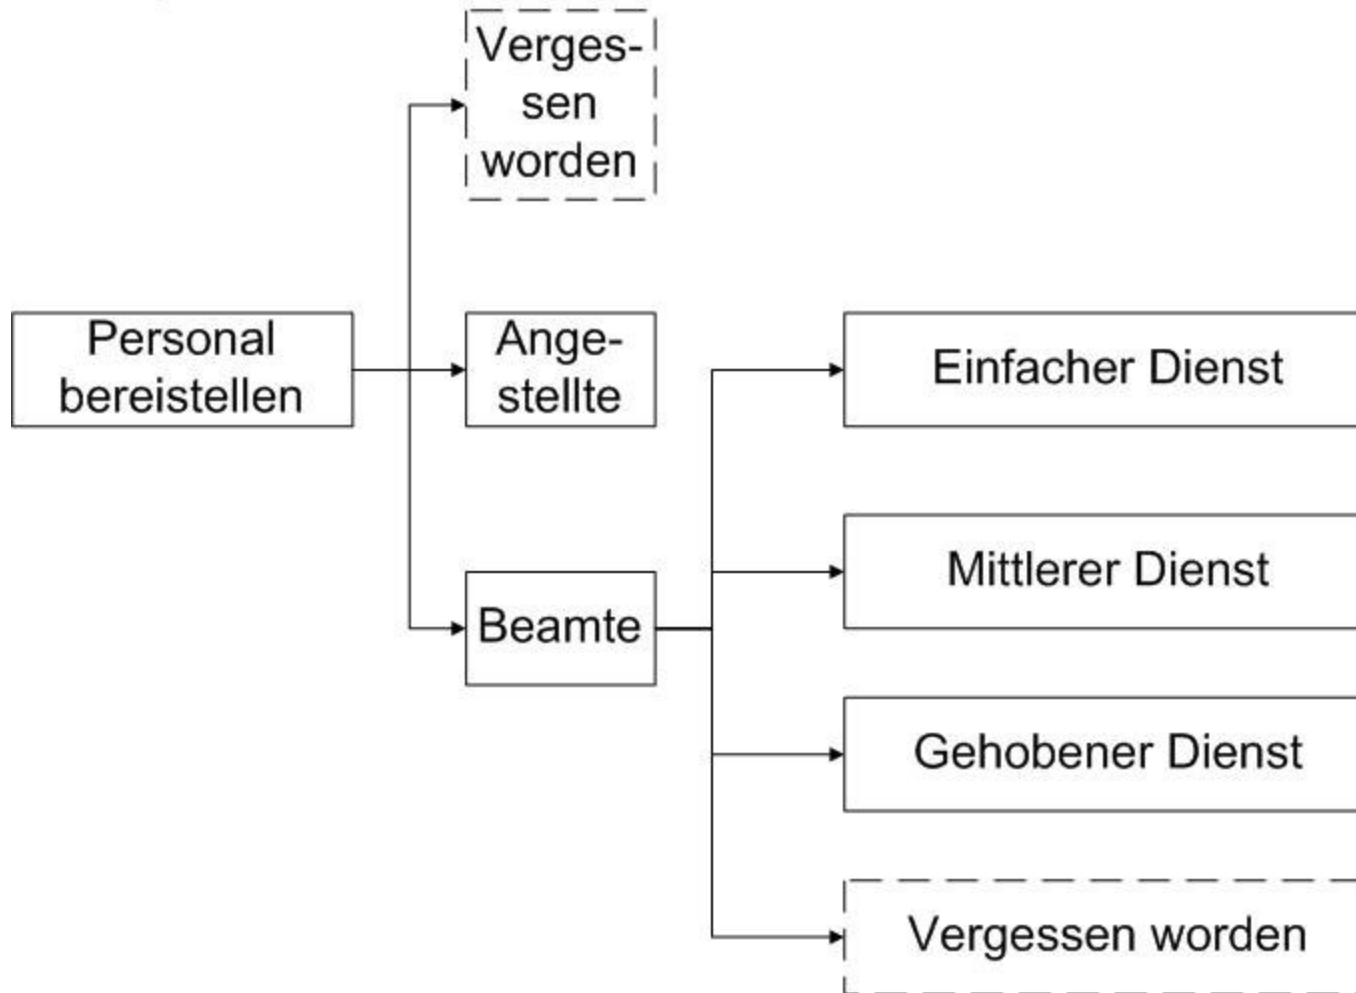 Verges-
sen
worden
Personal
bereistellen
Ange-
stellte
Beamte
Einfacher Dienst
Mittlerer Dienst
Gehobener Dienst
Vergessen worden